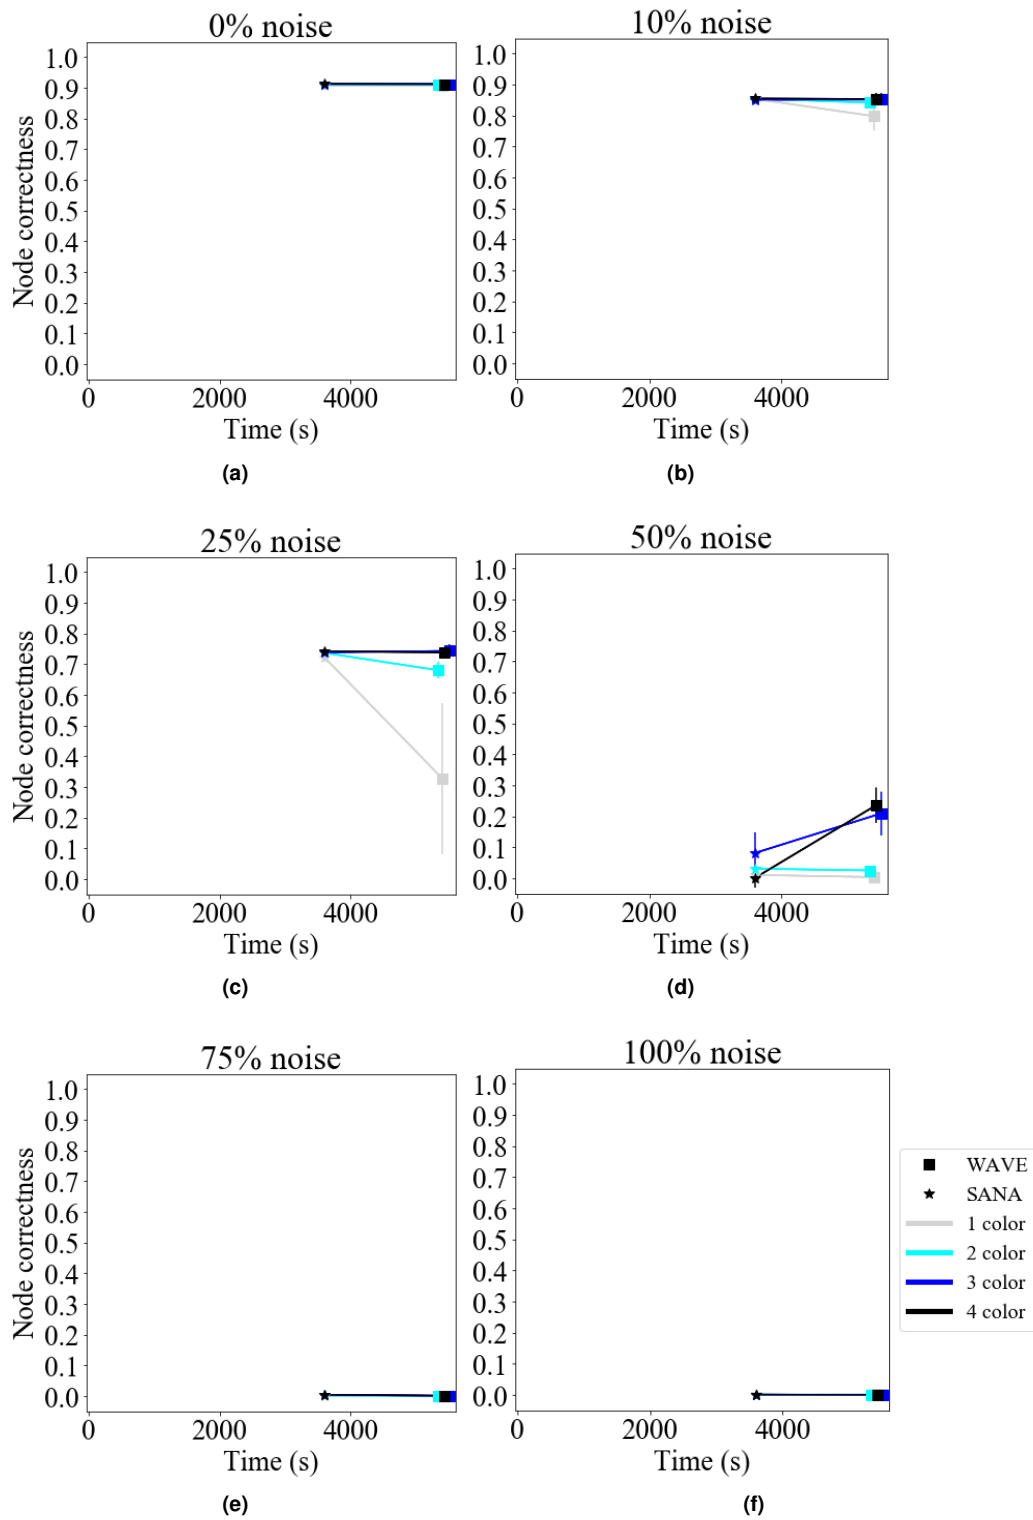 0% noise
10% noise
Node correctness
1.0
0.9
0.8
0.7
0.6
0.5
0.4
0.3
0.2
0.1
0.0
0 2000 4000
Time (s)
(a)
1.0
0.9
0.8
0.7
0.6
0.5
0.4
0.3
0.2
0.1
0.0
0 2000 4000
Time (s)
(b)
25% noise
50% noise
Node correctness
1.0
0.9
0.8
0.7
0.6
0.5
0.4
0.3
0.2
0.1
0.0
0 2000 4000
Time (s)
(c)
1.0
0.9
0.8
0.7
0.6
0.5
0.4
0.3
0.2
0.1
0.0
0 2000 4000
Time (s)
(d)
75% noise
100% noise
Node correctness
1.0
0.9
0.8
0.7
0.6
0.5
0.4
0.3
0.2
0.1
0.0
0 2000 4000
Time (s)
(e)
1.0
0.9
0.8
0.7
0.6
0.5
0.4
0.3
0.2
0.1
0.0
0 2000 4000
Time (s)
(f)
WAVE
SANA
1 color
2 color
3 color
4 color